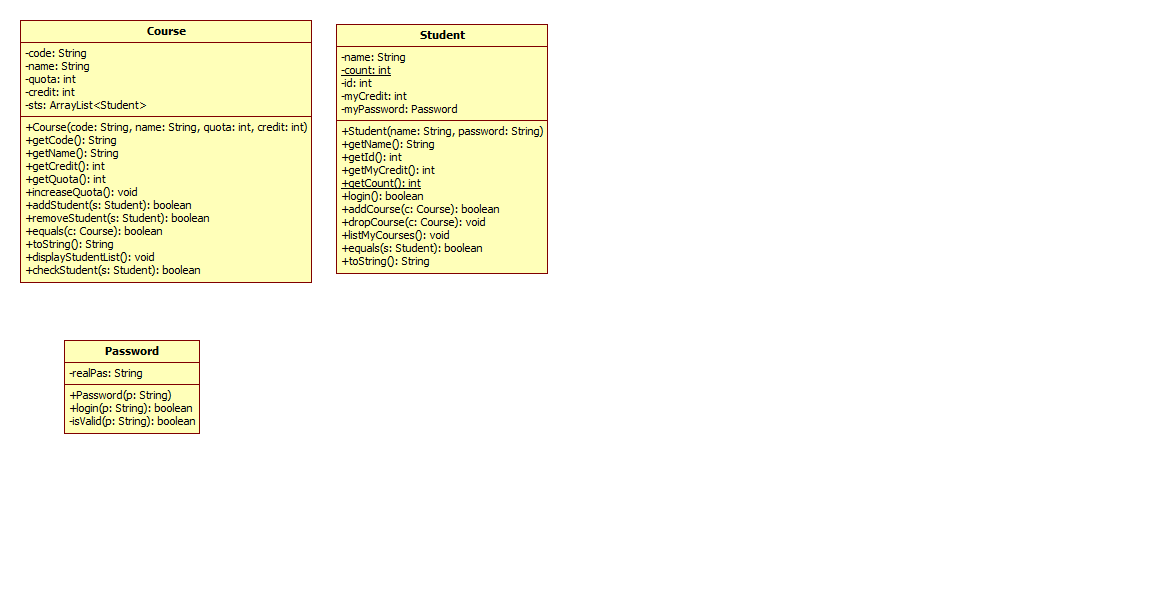 Course
-code: String
-name: String
-quota: int
-credit: int
-sts: ArrayList<Student>
+Course(code: String, name: String, quota: int, credit: int)
+getCode(): String
+getName(): String
+getCredit(): int
+getQuota(): int
+increaseQuota(): void
+addStudent(s: Student): boolean
+removeStudent(s: Student): boolean
+equals(c: Course): boolean
+toString(): String
+displayStudentList(): void
+checkStudent(s: Student): boolean
Student
-name: String
-count: int
-id: int
-myCredit: int
-myPassword: Password
+Student(name: String, password: String)
+getName(): String
+getId(): int
+getMyCredit(): int
+getCount(): int
+login(): boolean
+addCourse(c: Course): boolean
+dropCourse(c: Course): void
+listMyCourses(): void
+equals(s: Student): boolean
+toString(): String
Password
-realPas: String
+Password(p: String)
+login(p: String): boolean
-isValid(p: String): boolean